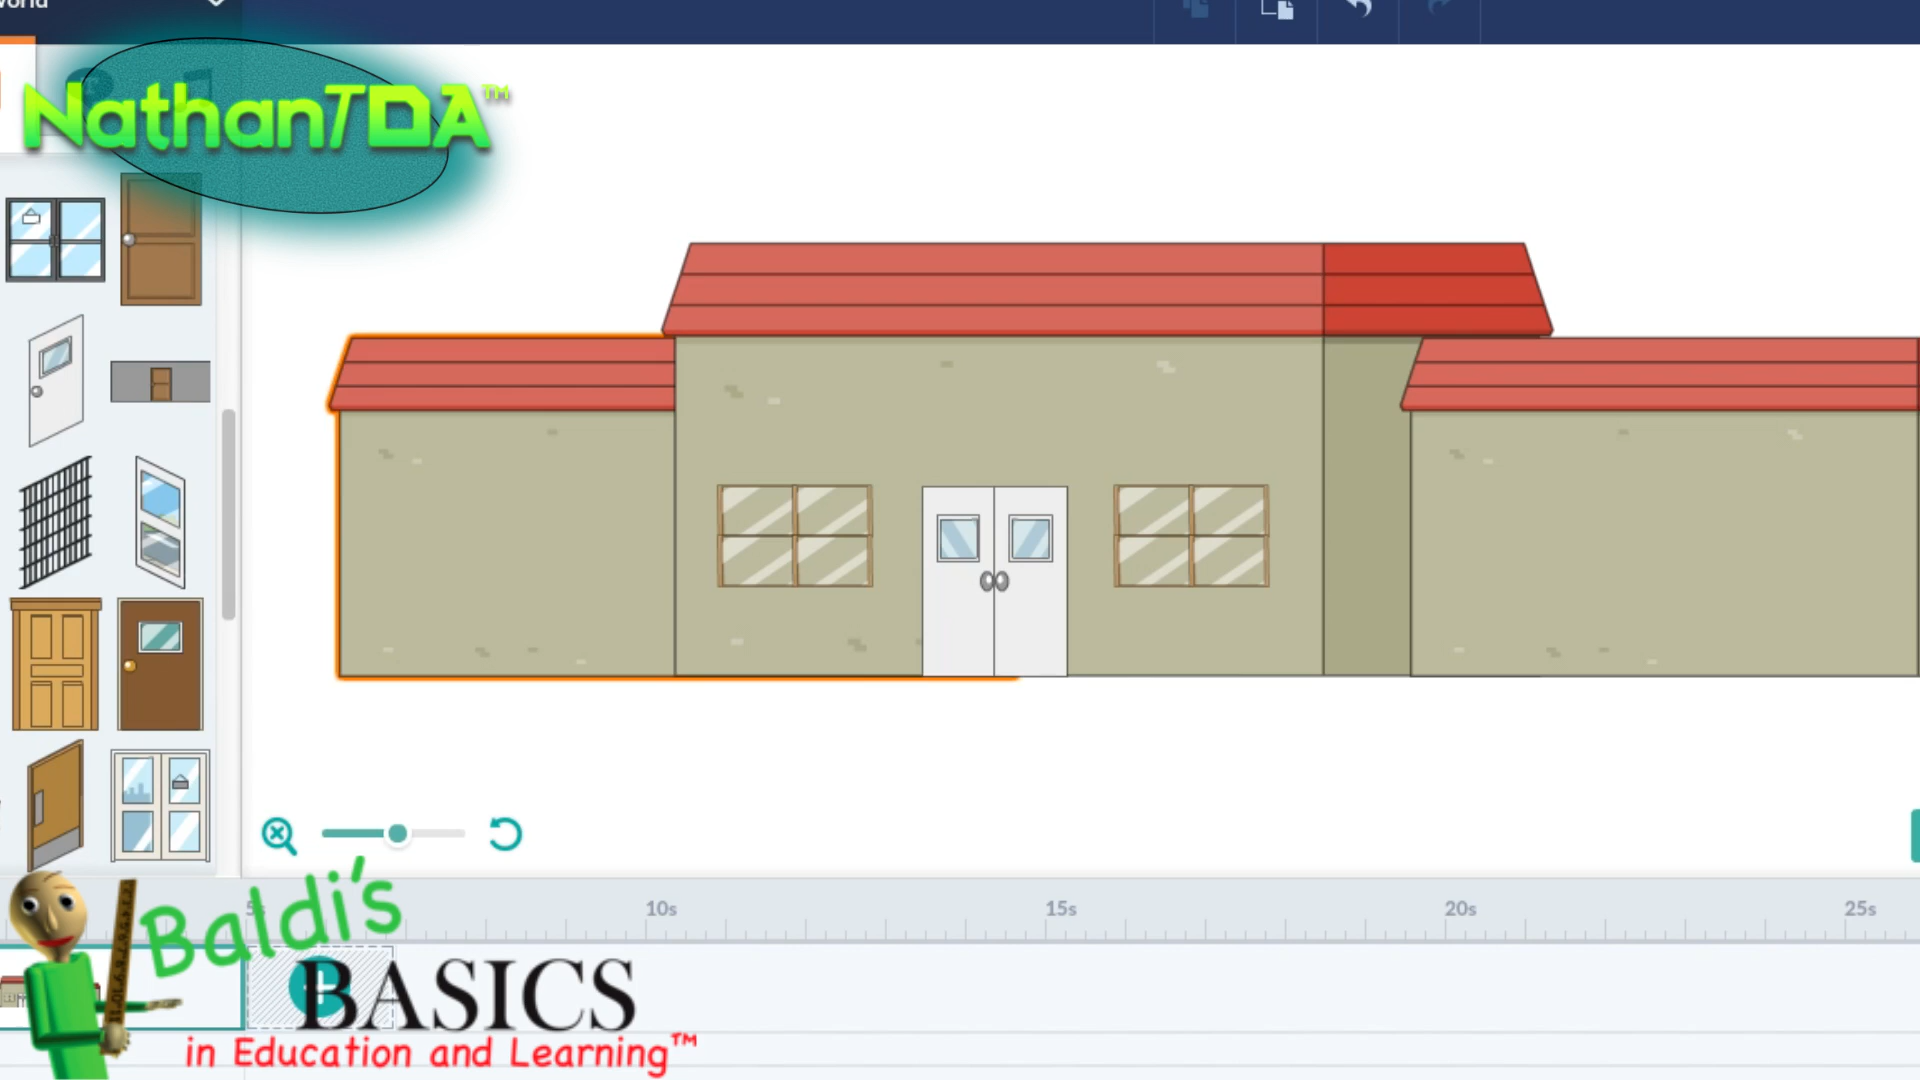 NathanTDA™
10s
15s
20s
25s
Baldi's
BASICS
in Education and Learning™